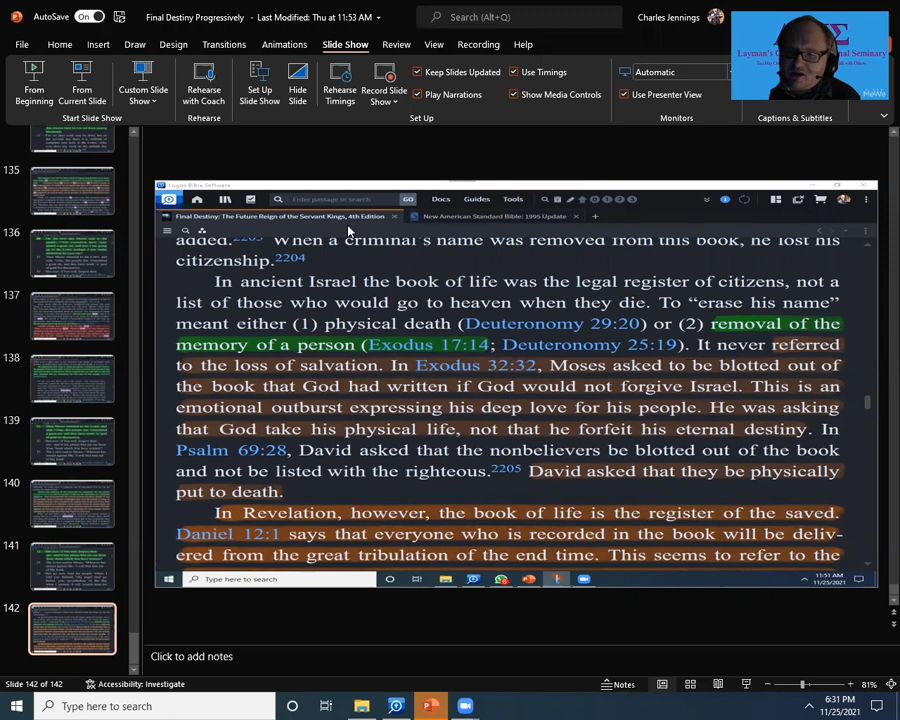 AutoSave On Final Destiny Progressively • Last Modified: Thu at 11:53 AM Search (Alt+Q) Charles Jennings
File Home Insert Draw Design Transitions Animations Slide Show Review View Recording Help
From Beginning From Current Slide Custom Slide Show Rehearse with Coach Set Up Slide Show Hide Slide Rehearse Timings Record Slide Show
Keep Slides Updated Use Timings Automatic
Play Narrations Show Media Controls Use Presenter View
Start Slide Show Rehearse Set Up Monitors Captions & Subtitles
Layman's
Seminary
MeWe
135
136
137
138
139
140
141
142
Logos Bible Software
Enter passage or search GO Docs Guides Tools
Final Destiny: The Future Reign of the Servant Kings, 4th Edition New American Standard Bible: 1995 Update
added.2203 When a criminal's name was removed from this book, he lost his
citizenship.2204
In ancient Israel the book of life was the legal register of citizens, not a
list of those who would go to heaven when they die. To “erase his name”
meant either (1) physical death (Deuteronomy 29:20) or (2) removal of the
memory of a person (Exodus 17:14; Deuteronomy 25:19). It never referred
to the loss of salvation. In Exodus 32:32, Moses asked to be blotted out of
the book that God had written if God would not forgive Israel. This is an
emotional outburst expressing his deep love for his people. He was asking
that God take his physical life, not that he forfeit his eternal destiny. In
Psalm 69:28, David asked that the nonbelievers be blotted out of the book
and not be listed with the righteous.2205 David asked that they be physically
put to death.
In Revelation, however, the book of life is the register of the saved.
Daniel 12:1 says that everyone who is recorded in the book will be deliv-
ered from the great tribulation of the end time. This seems to refer to the
Type here to search 11:51 AM
11/25/2021
Click to add notes
Slide 142 of 142 Accessibility: Investigate Notes 81%
Type here to search 6:31 PM
11/25/2021